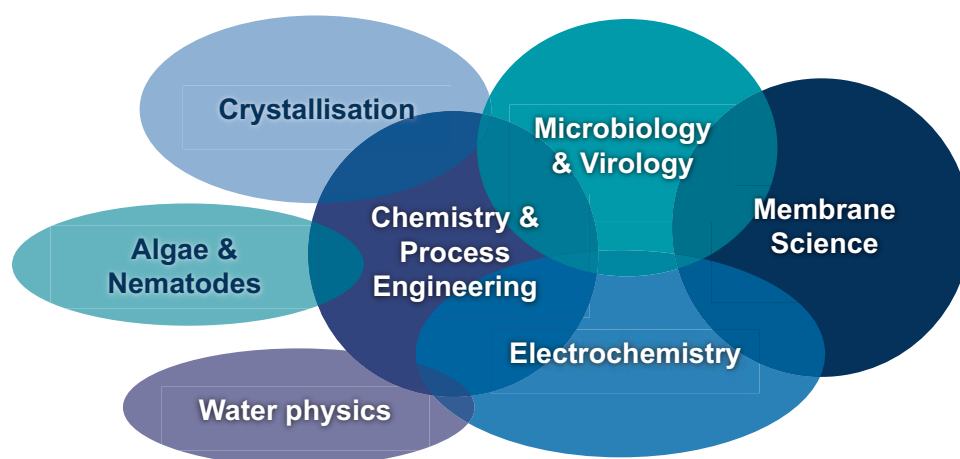 Crystallisation
Microbiology
& Virology
Chemistry &
Process
Engineering
Membrane
Science
Algae &
Nematodes
Electrochemistry
Water physics